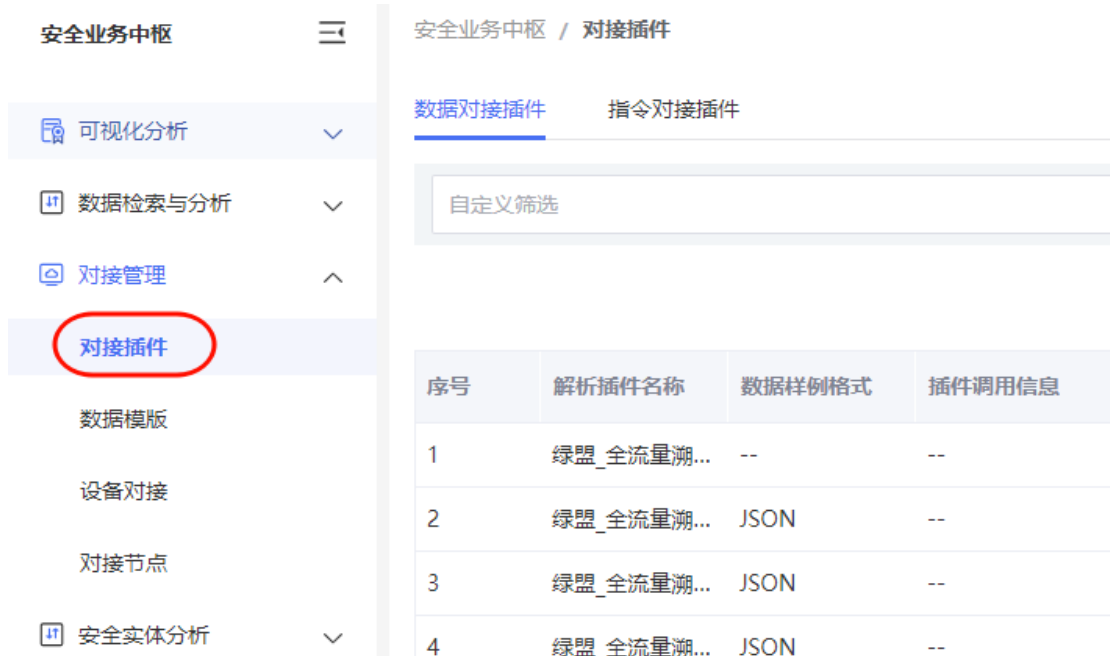 安全业务中枢
可视化分析
数据检索与分析
对接管理
对接插件
数据模版
设备对接
对接节点
安全实体分析
安全业务中枢 / 对接插件
数据对接插件 指令对接插件
自定义筛选
序号 解析插件名称 数据样例格式 插件调用信息
1 绿盟_全流量溯... -- --
2 绿盟_全流量溯... JSON --
3 绿盟_全流量溯... JSON --
4 绿盟_全流量溯... JSON --